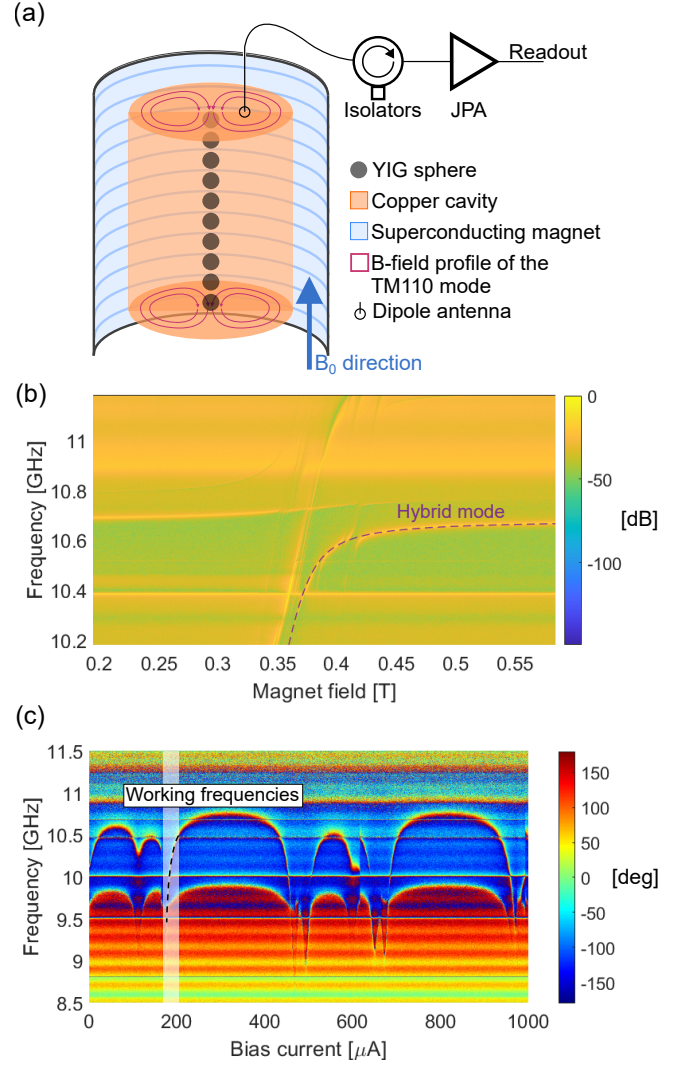 (a)
Readout
Isolators
JPA
YIG sphere
Copper cavity
Superconducting magnet
B-field profile of the
TM110 mode
Dipole antenna
B₀ direction
(b)
Frequency [GHz]
11
10.8
10.6
10.4
10.2
Hybrid mode
0.2 0.25 0.3 0.35 0.4 0.45 0.5 0.55
Magnet field [T]
0
-50
-100
[dB]
(c)
Frequency [GHz]
11.5
11
10.5
10
9.5
9
8.5
Working frequencies
0 200 400 600 800 1000
Bias current [μA]
150
100
50
0
-50
-100
-150
[deg]